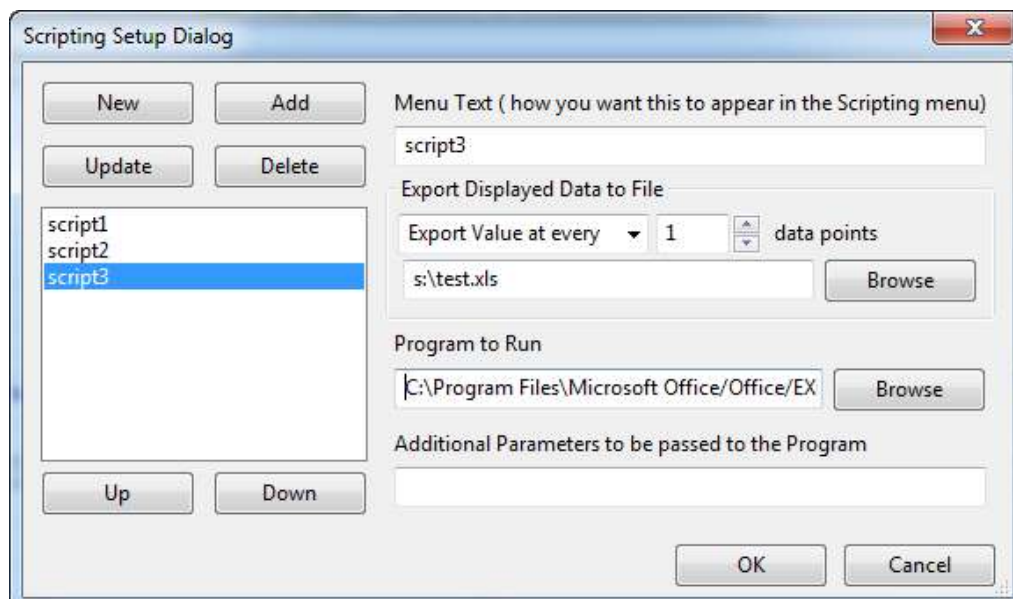 Scripting Setup Dialog
New Add
Update Delete
script1
script2
script3
Up Down
Menu Text ( how you want this to appear in the Scripting menu)
script3
Export Displayed Data to File
Export Value at every 1 data points
s:\test.xls Browse
Program to Run
C:\Program Files\Microsoft Office/Office/EX Browse
Additional Parameters to be passed to the Program
OK Cancel